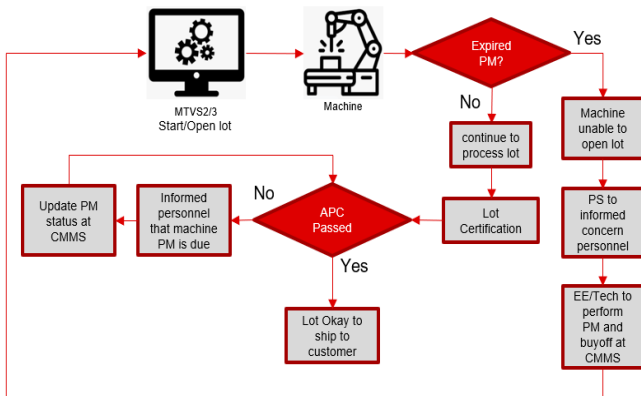 MTVS2/3
Start/Open lot
Machine
Expired
PM?
Yes
No
Machine
unable to
open lot
continue to
process lot
PS to
informed
concern
personnel
Lot
Certification
APC
Passed
No
Yes
Informed
personnel
that machine
PM is due
Update PM
status at
CMMS
Lot Okay to
ship to
customer
EE/Tech to
perform
PM and
buyoff at
CMMS